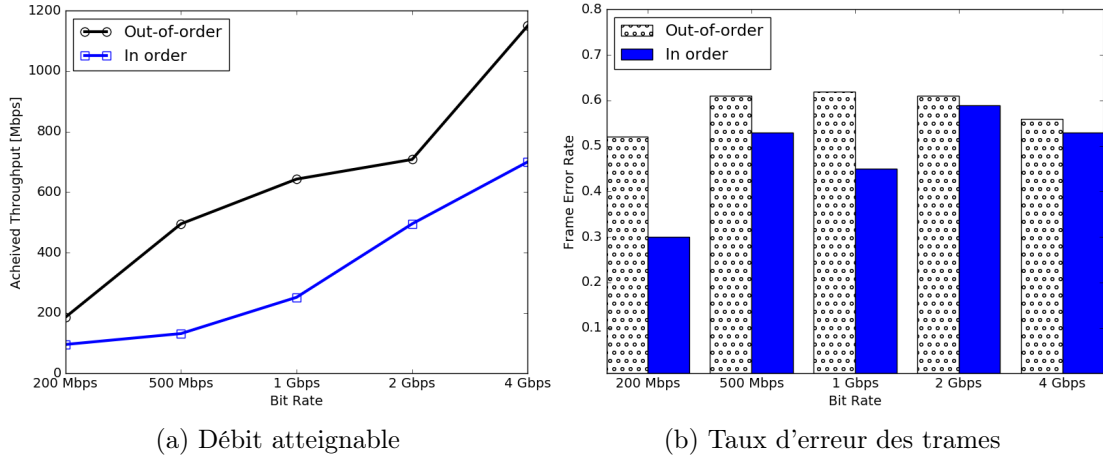 Acheived Throughput [Mbps]
1200
1000
800
600
400
200
0
Out-of-order
In order
200 Mbps
500 Mbps
1 Gbps
2 Gbps
4 Gbps
Bit Rate
(a) Débit atteignable
Frame Error Rate
0.8
0.7
0.6
0.5
0.4
0.3
0.2
0.1
Out-of-order
In order
200 Mbps
500 Mbps
1 Gbps
2 Gbps
4 Gbps
Bit Rate
(b) Taux d'erreur des trames